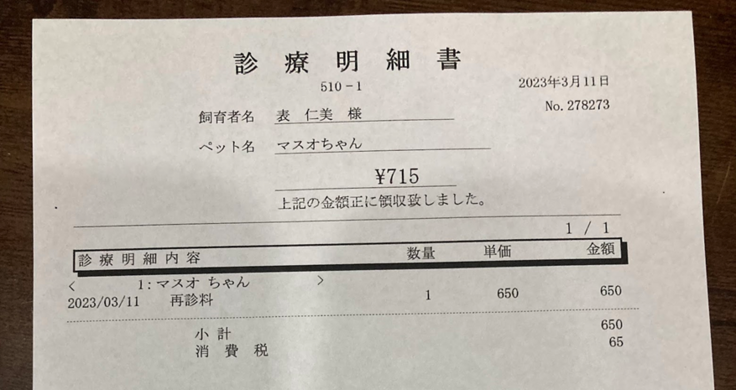 診療明細書
510-1
2023年3月11日
No.278273
飼育者名 表 仁美 様
ペット名 マスオちゃん
¥715
上記の金額正に領収致しました。
1 / 1
診療明細内容 数量 単価 金額
< 1:マスオ ちゃん >
2023/03/11 再診料 1 650 650
小計 650
消費税 65